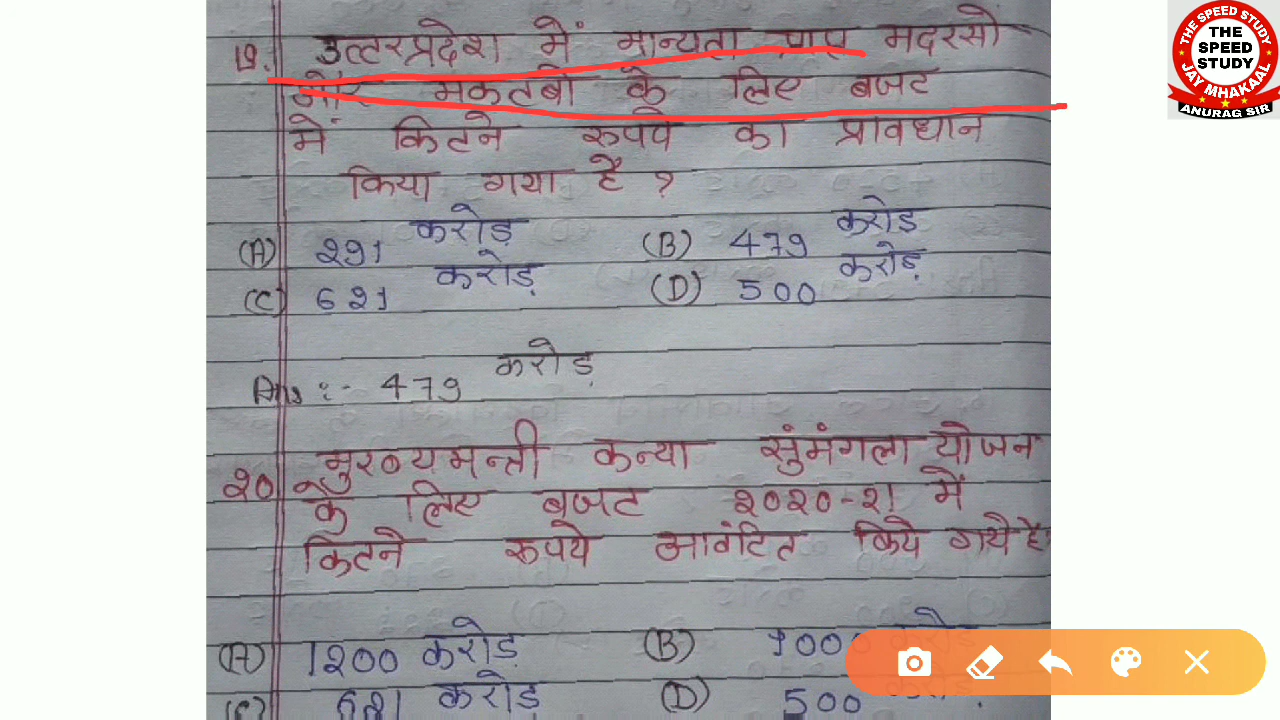 THE SPEED STUDY
THE
SPEED
STUDY
JAY MHAKAAL
ANURAG SIR
19. उत्तरप्रदेश में मान्यता प्राप्त मदरसो
और मकतबो के लिए बजट
में कितने रुपये का प्रावधान
किया गया है ?
(A) 291 करोड़ (B) 479 करोड़
(C) 621 करोड़ (D) 500 करोड़
Ans :- 479 करोड़
20. मुख्यमन्त्री कन्या सुंमंगला योजन
के लिए बजट 2020-21 में
कितने रुपये आवंटित किये गये है
(A) 1200 करोड़ (B) 1000 करोड़
(C) 621 करोड़ (D) 500 करोड़